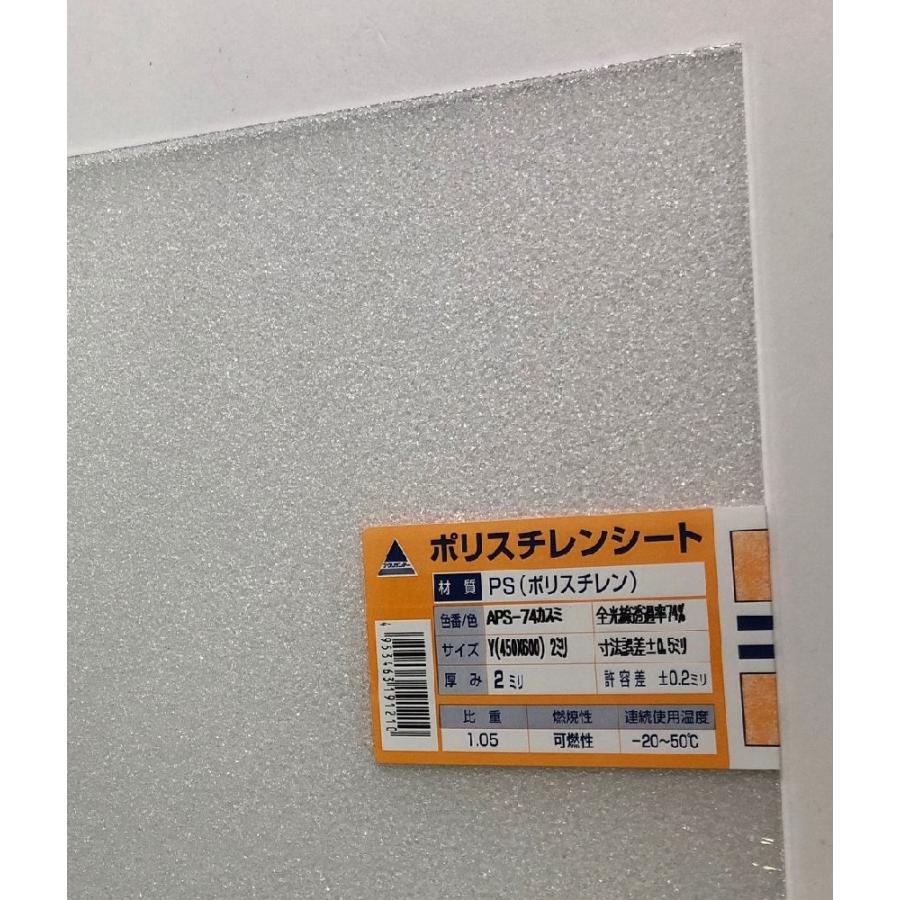 ポリスチレンシート
材質 PS(ポリスチレン)
色番/色 APS-74カスミ 全光線透過率74%
サイズ Y(450X600) 2ミリ 寸法誤差±0.5ミリ
厚み 2ミリ 許容差 ±0.2ミリ
比重 燃焼性 連続使用温度
1.05 可燃性 -20~50℃
4953463191210